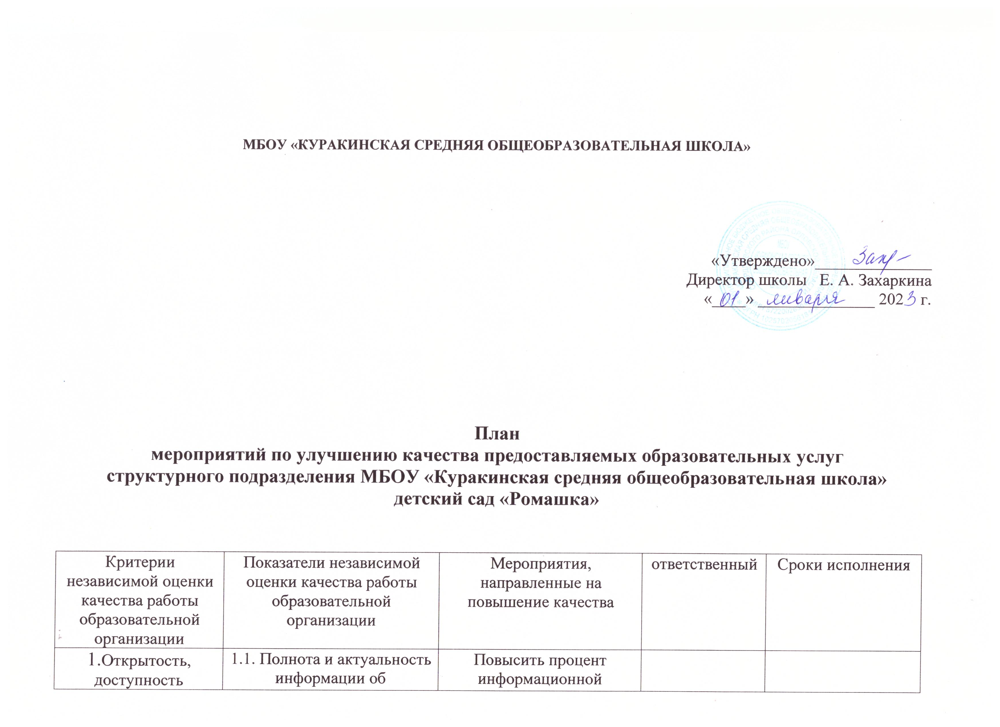 МБОУ «КУРАКИНСКАЯ СРЕДНЯЯ ОБЩЕОБРАЗОВАТЕЛЬНАЯ ШКОЛА»
«Утверждено» Захар
Директор школы Е. А. Захаркина
«01» января 2023 г.
План
мероприятий по улучшению качества предоставляемых образовательных услуг
структурного подразделения МБОУ «Куракинская средняя общеобразовательная школа»
детский сад «Ромашка»
Критерии
независимой оценки
качества работы
образовательной
организации
Показатели независимой
оценки качества работы
образовательной
организации
Мероприятия,
направленные на
повышение качества
ответственный
Сроки исполнения
1.Открытость,
доступность
1.1. Полнота и актуальность
информации об
Повысить процент
информационной